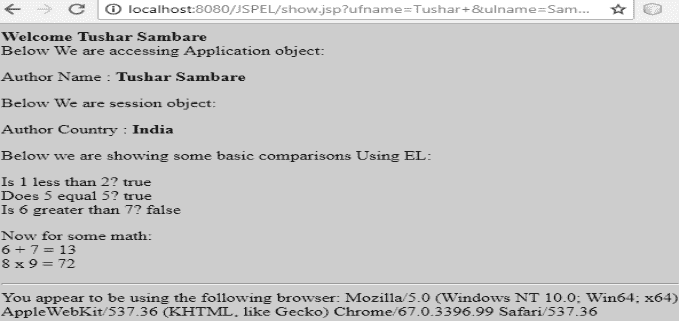 localhost:8080/JSPEL/show.jsp?ufname=Tushar+&ulname=Sam...
Welcome Tushar Sambare
Below We are accessing Application object:
Author Name : Tushar Sambare
Below We are session object:
Author Country : India
Below we are showing some basic comparisons Using EL:
Is 1 less than 2? true
Does 5 equal 5? true
Is 6 greater than 7? false
Now for some math:
6 + 7 = 13
8 x 9 = 72
You appear to be using the following browser: Mozilla/5.0 (Windows NT 10.0; Win64; x64)
AppleWebKit/537.36 (KHTML, like Gecko) Chrome/67.0.3396.99 Safari/537.36